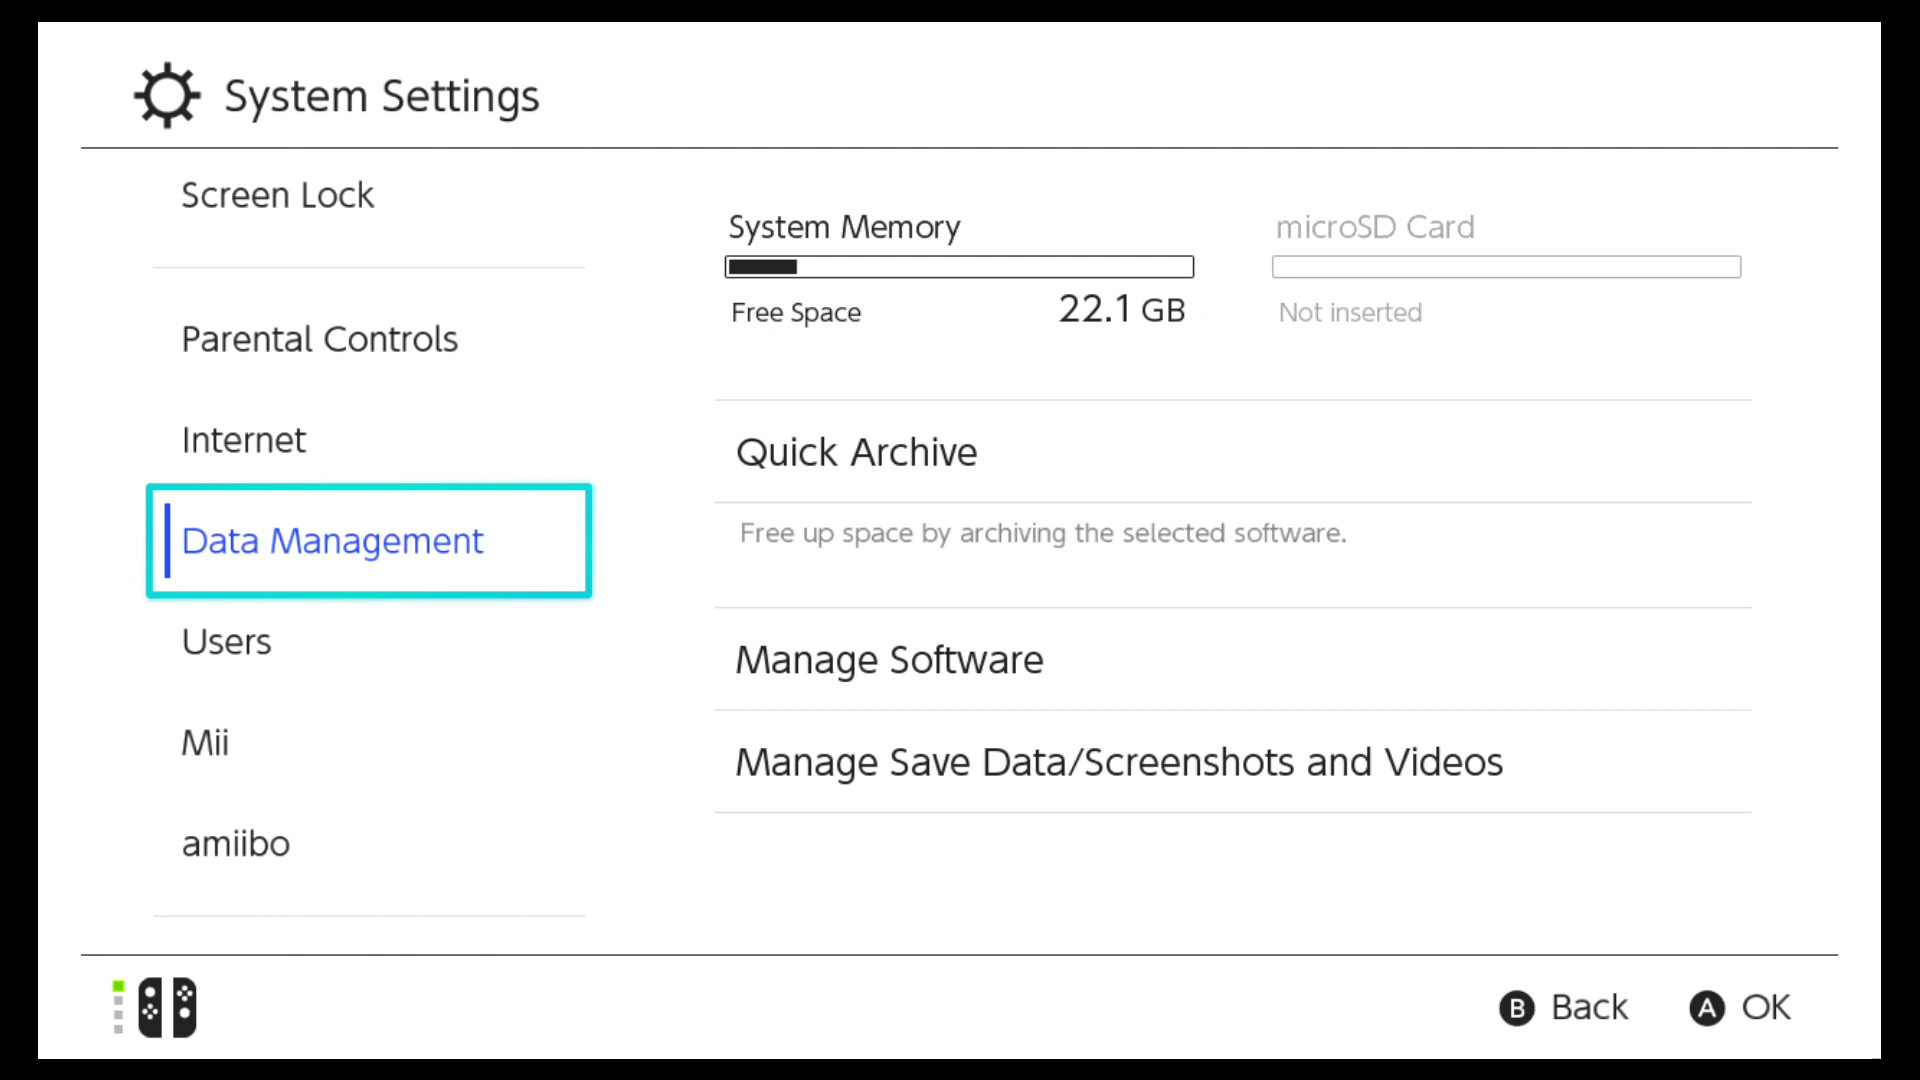 System Settings
Screen Lock
Parental Controls
Internet
Data Management
Users
Mii
amiibo
System Memory
Free Space 22.1 GB
microSD Card
Not inserted
Quick Archive
Free up space by archiving the selected software.
Manage Software
Manage Save Data/Screenshots and Videos
B Back A OK